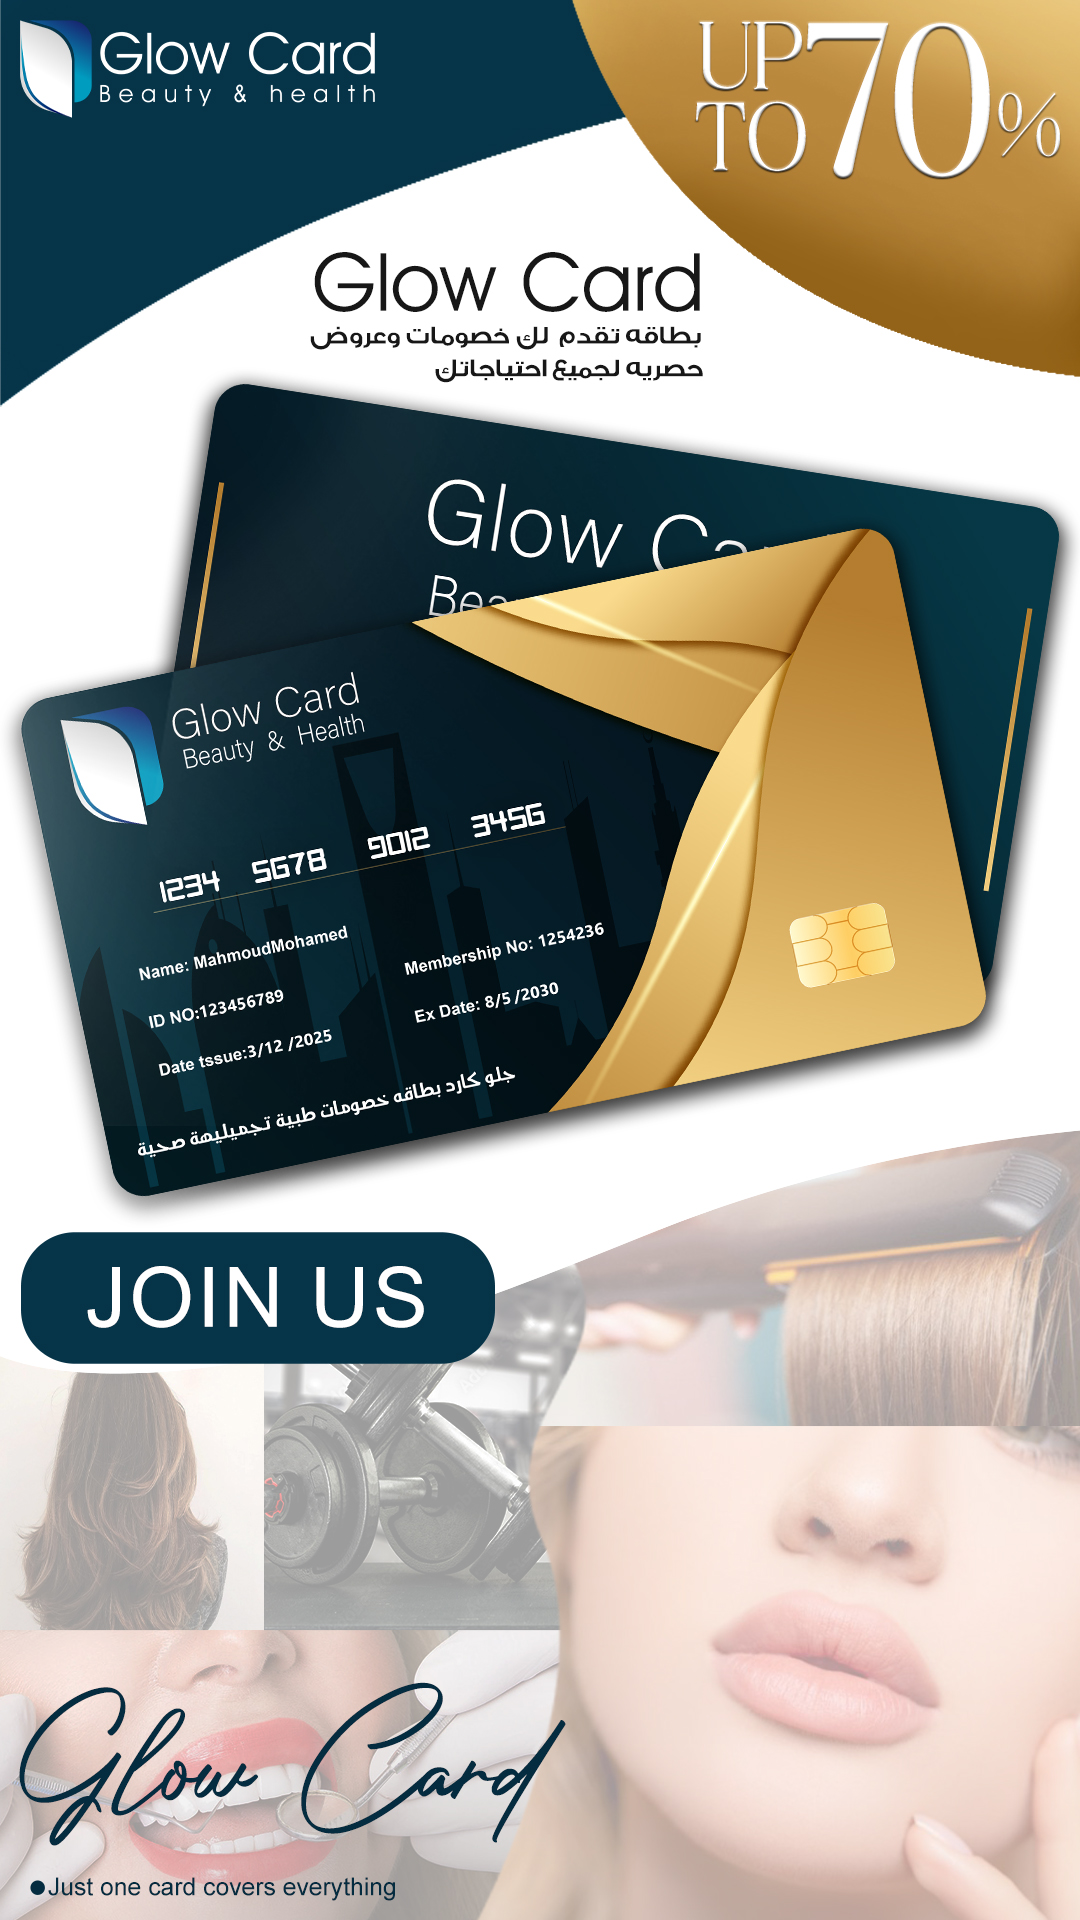 Glow Card
Beauty & health
UP
TO 70%
Glow Card
بطاقه تقدم لك خصومات وعروض
حصريه لجميع احتياجاتك
Glow Ca
Bea
Glow Card
Beauty & Health
1234 5678 9012 3456
Name: MahmoudMohamed
Membership No: 1254236
ID NO:123456789
Ex Date: 8/5 /2030
Date tssue:3/12 /2025
جلو كارد بطاقه خصومات طبية تجميليهة صحية
JOIN US
Glow Card
●Just one card covers everything